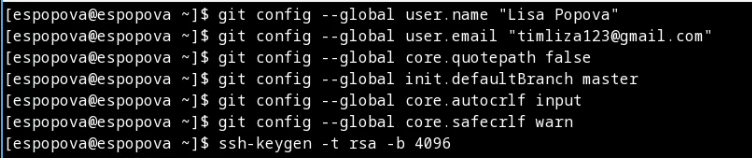 [espopova@espopova ~]$ git config --global user.name "Lisa Popova"
[espopova@espopova ~]$ git config --global user.email "timliza123@gmail.com"
[espopova@espopova ~]$ git config --global core.quotepath false
[espopova@espopova ~]$ git config --global init.defaultBranch master
[espopova@espopova ~]$ git config --global core.autocrlf input
[espopova@espopova ~]$ git config --global core.safecrlf warn
[espopova@espopova ~]$ ssh-keygen -t rsa -b 4096